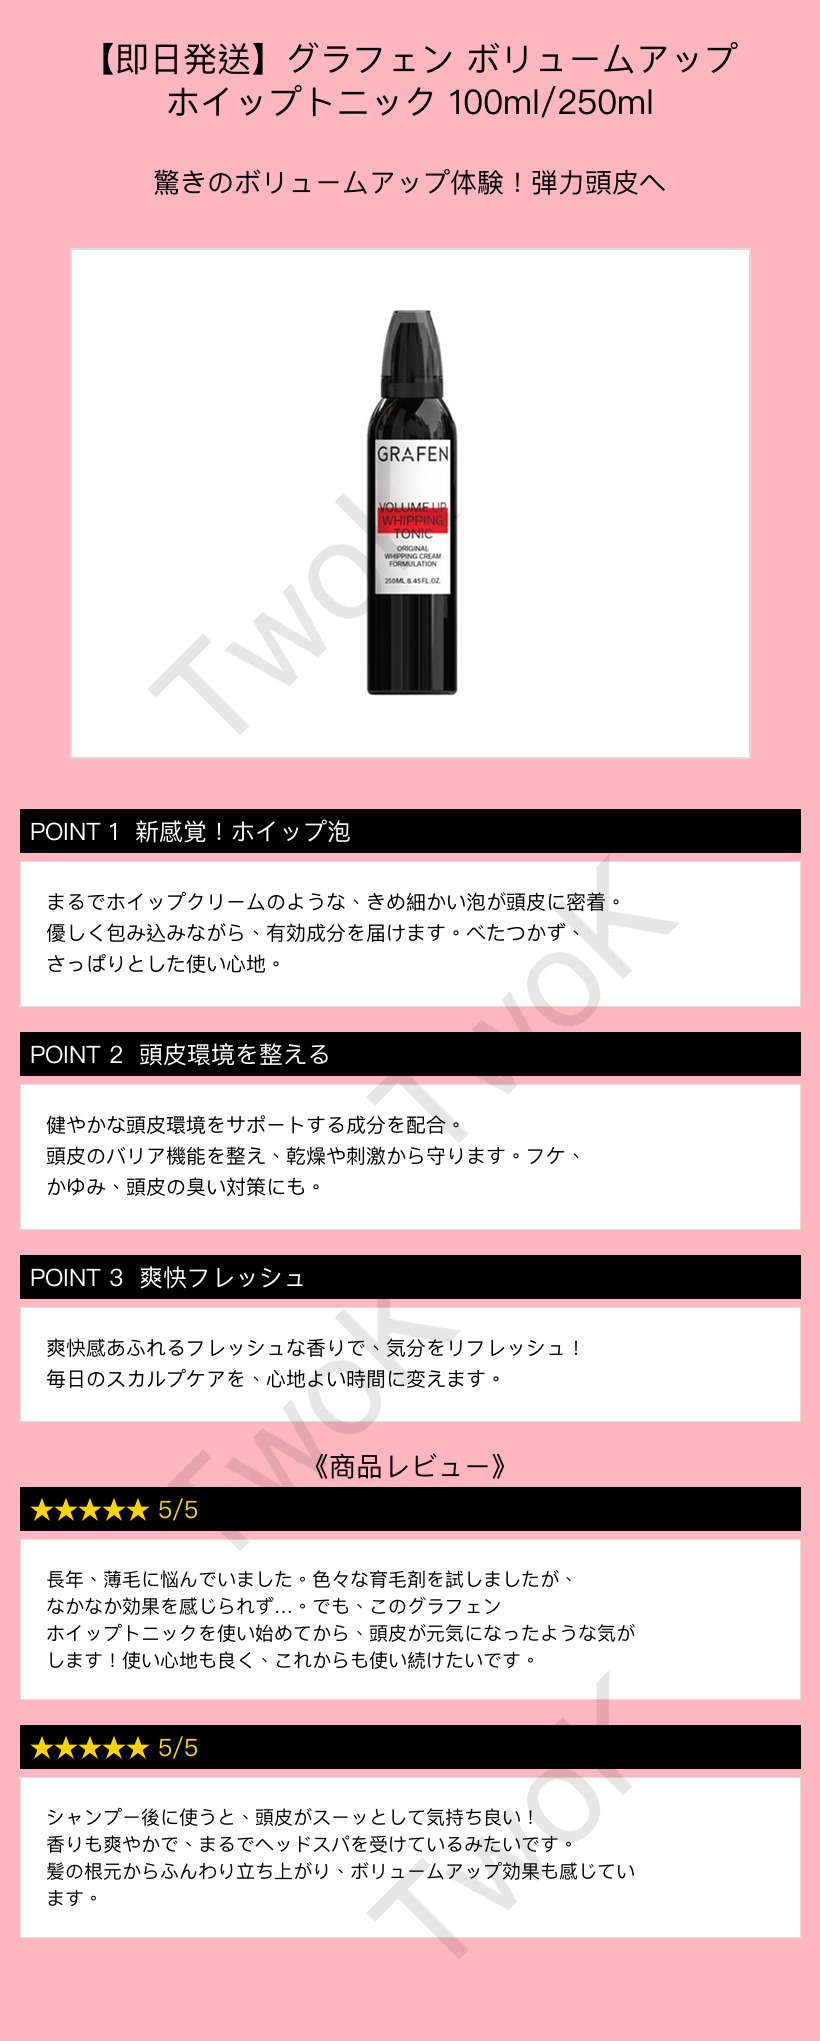 【即日発送】グラフェン ボリュームアップ
ホイップトニック 100ml/250ml
驚きのボリュームアップ体験！弾力頭皮へ
GRAFEN
VOLUME UP
WHIPPING
TONIC
ORIGINAL
WHIPPING CREAM
FORMULATION
250ML 8.45 FL.OZ.
TwoK
POINT 1 新感覚！ホイップ泡
まるでホイップクリームのような、きめ細かい泡が頭皮に密着。
優しく包み込みながら、有効成分を届けます。べたつかず、
さっぱりとした使い心地。
TwoK
POINT 2 頭皮環境を整える
健やかな頭皮環境をサポートする成分を配合。
頭皮のバリア機能を整え、乾燥や刺激から守ります。フケ、
かゆみ、頭皮の臭い対策にも。
POINT 3 爽快フレッシュ
爽快感あふれるフレッシュな香りで、気分をリフレッシュ！
毎日のスカルプケアを、心地よい時間に変えます。
TwoK
《商品レビュー》
★★★★★ 5/5
長年、薄毛に悩んでいました。色々な育毛剤を試しましたが、
なかなか効果を感じられず…。でも、このグラフェン
ホイップトニックを使い始めてから、頭皮が元気になったような気が
します！使い心地も良く、これからも使い続けたいです。
★★★★★ 5/5
シャンプー後に使うと、頭皮がスーッとして気持ち良い！
香りも爽やかで、まるでヘッドスパを受けているみたいです。
髪の根元からふんわり立ち上がり、ボリュームアップ効果も感じてい
ます。
TwoK